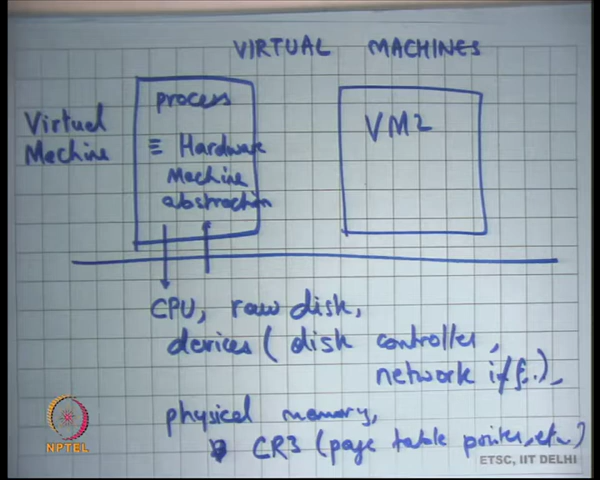 VIRTUAL MACHINES
Virtual
Machine
process
≡ Hardware
Machine
abstraction
VM2
CPU, raw disk,
devices ( disk controller,
network i/f..),
physical memory,
CR3 (page table pointer, etc)
NPTEL
ETSC, IIT DELHI